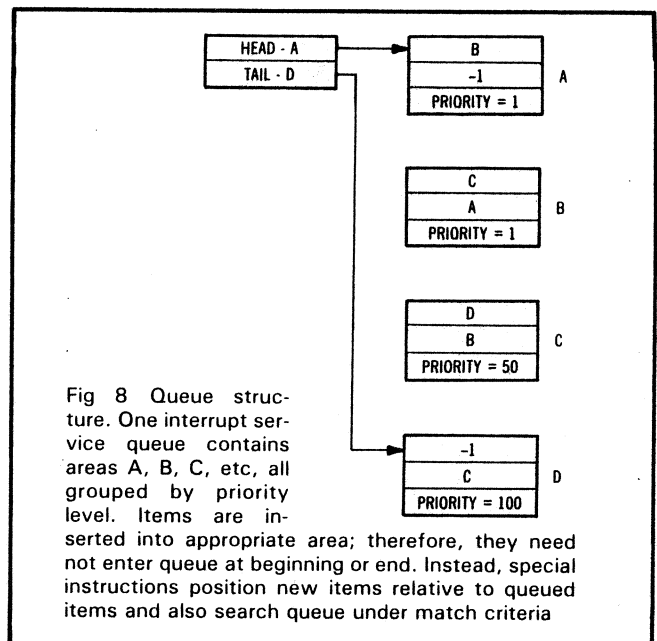 HEAD - A
TAIL - D
B
-1
PRIORITY = 1
A
C
A
PRIORITY = 1
B
D
B
PRIORITY = 50
C
-1
C
PRIORITY = 100
D
Fig 8 Queue struc-
ture. One interrupt ser-
vice queue contains
areas A, B, C, etc, all
grouped by priority
level. Items are in-
serted into appropriate area; therefore, they need
not enter queue at beginning or end. Instead, special
instructions position new items relative to queued
items and also search queue under match criteria